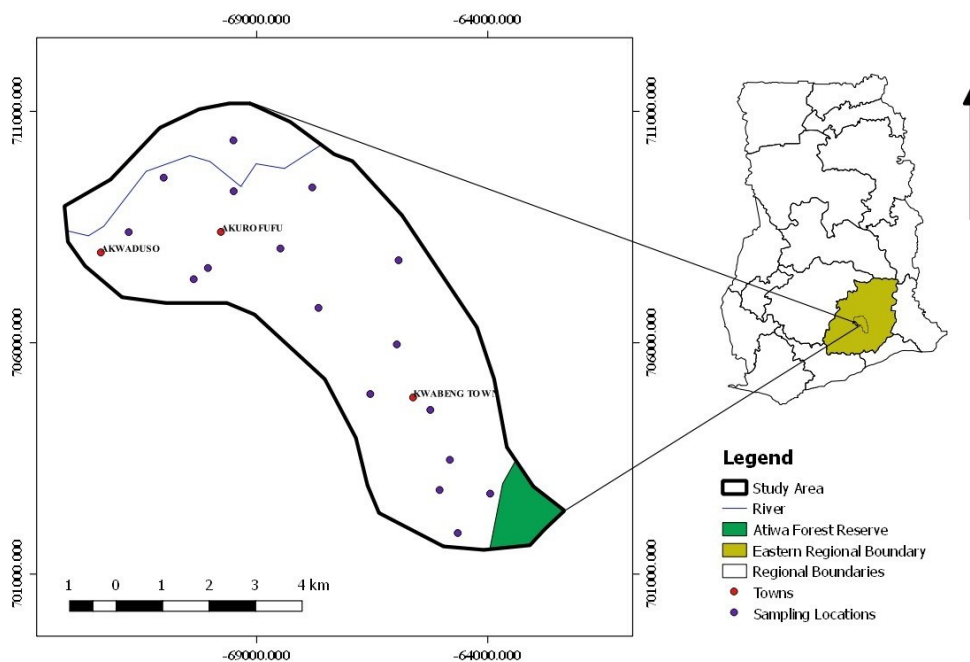 -69000.000 -64000.000
711000.000 711000.000
AKURO FUFU
AKWADUSO
706000.000 706000.000
KWABENG TOWN
701000.000 701000.000
Legend
Study Area
River
Atiwa Forest Reserve
Eastern Regional Boundary
Regional Boundaries
Towns
Sampling Locations
1 0 1 2 3 4 km
-69000.000 -64000.000